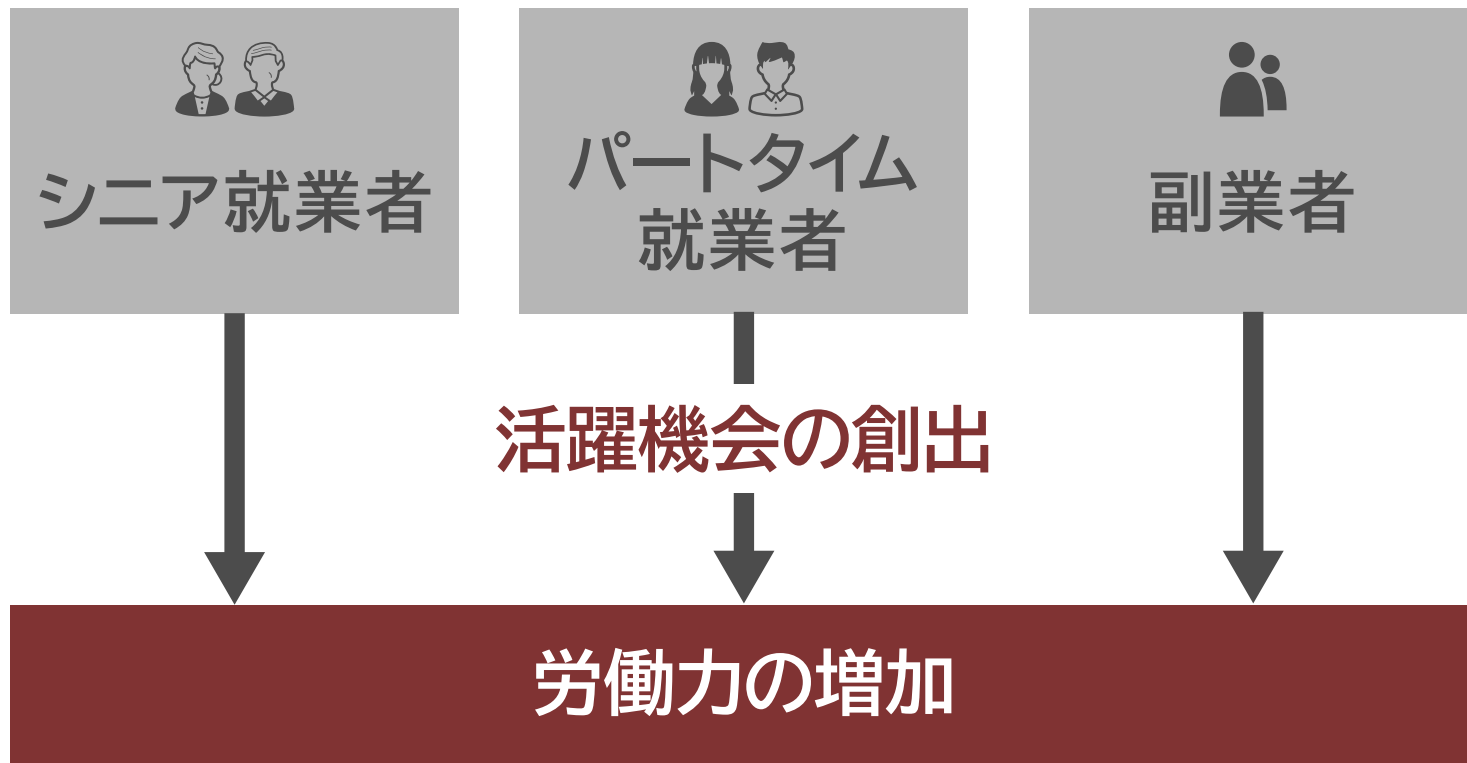 シニア就業者
パートタイム
就業者
副業者
活躍機会の創出
労働力の増加